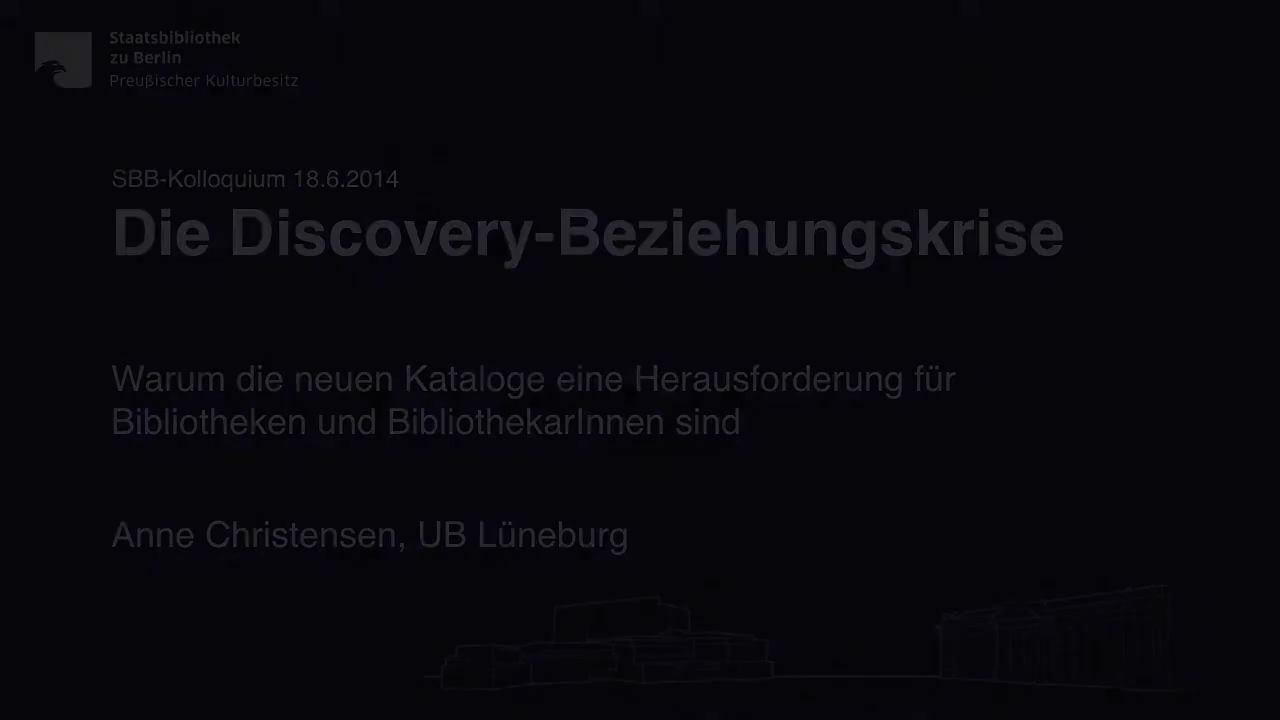 Staatsbibliothek
zu Berlin
Preußischer Kulturbesitz
SBB-Kolloquium 18.6.2014
Die Discovery-Beziehungskrise
Warum die neuen Kataloge eine Herausforderung für
Bibliotheken und BibliothekarInnen sind
Anne Christensen, UB Lüneburg